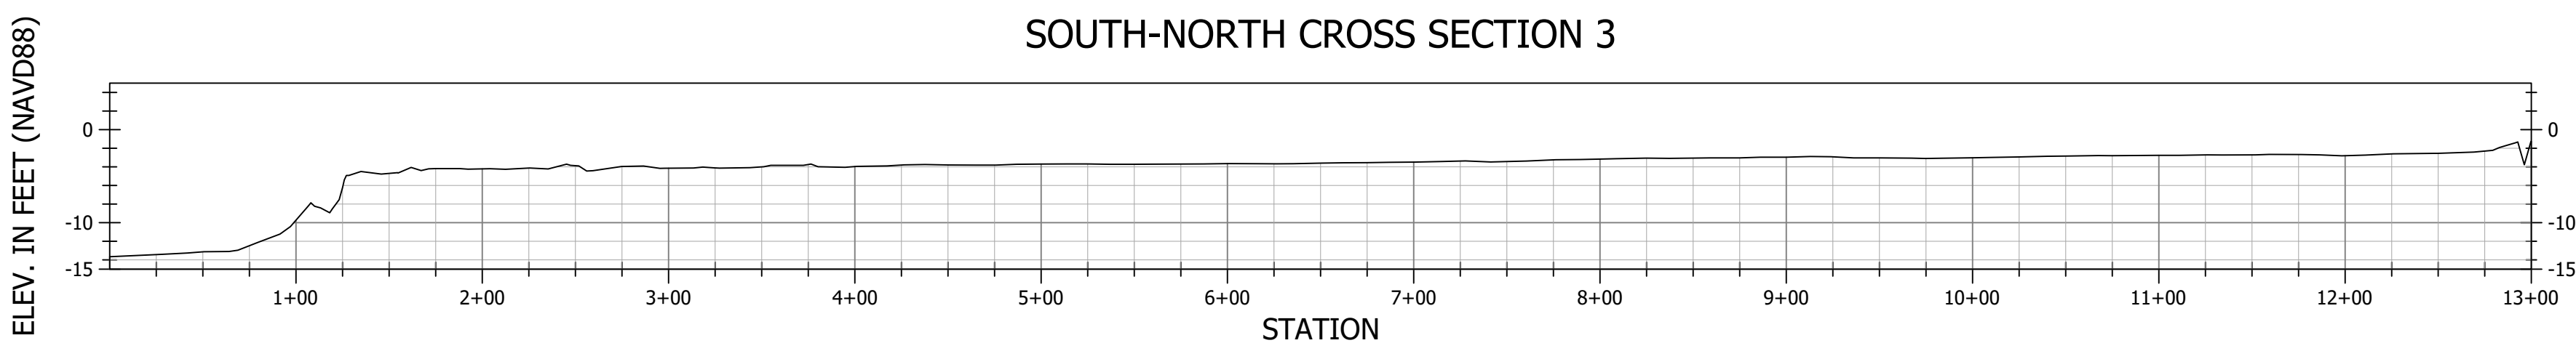 SOUTH-NORTH CROSS SECTION 3
ELEV. IN FEET (NAVD88)
0 0
-10 -10
-15 -15
1+00 2+00 3+00 4+00 5+00 6+00 7+00 8+00 9+00 10+00 11+00 12+00 13+00
STATION